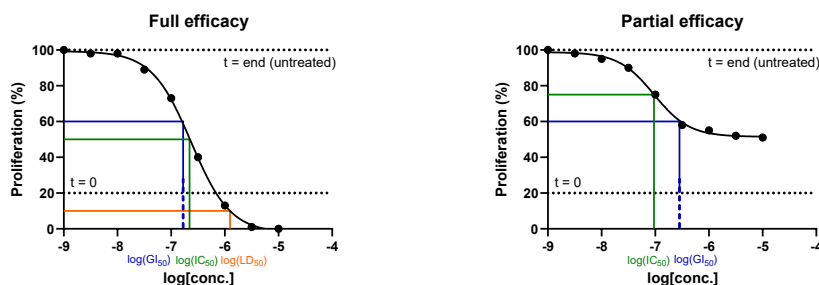 Full efficacy
Proliferation (%)
100
80
60
40
20
0
t = end (untreated)
t = 0
-9
-8
-7
-6
-5
-4
log(GI50)
log(IC50)
log(LD50)
log[conc.]
Partial efficacy
Proliferation (%)
100
80
60
40
20
0
t = end (untreated)
t = 0
-9
-8
-7
-6
-5
-4
log(IC50)
log(GI50)
log[conc.]